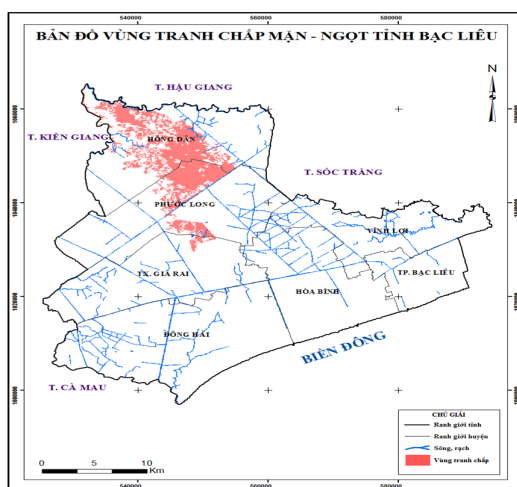 540000 560000 580000
BẢN ĐỒ VÙNG TRANH CHẤP MẶN - NGỌT TỈNH BẠC LIÊU
N
T. HẬU GIANG
T. KIÊN GIANG
HỒNG DÂN
T. SÓC TRĂNG
PHƯỚC LONG
VĨNH LỢI
TX. GIÁ RAI
TP. BẠC LIÊU
HÒA BÌNH
ĐÔNG HẢI
BIỂN ĐÔNG
T. CÀ MAU
CHÚ GIẢI
Ranh giới tỉnh
Ranh giới huyện
Sông, rạch
Vùng tranh chấp
0 2.5 5 10
Km
540000 560000 580000